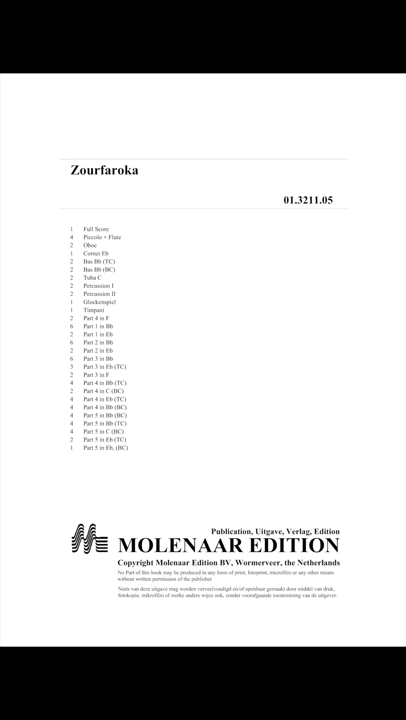 Zourfaroka
01.3211.05
1 Full Score
4 Piccolo + Flute
2 Oboe
1 Cornet Eb
2 Bas Bb (TC)
2 Bas Bb (BC)
2 Tuba C
2 Percussion I
2 Percussion II
1 Glockenspiel
1 Timpani
2 Part 4 in F
6 Part 1 in Bb
2 Part 1 in Eb
6 Part 2 in Bb
2 Part 2 in Eb
6 Part 3 in Bb
3 Part 3 in Eb (TC)
2 Part 3 in F
4 Part 4 in Bb (TC)
2 Part 4 in C (BC)
4 Part 4 in Eb (TC)
4 Part 4 in Bb (BC)
4 Part 5 in Bb (BC)
4 Part 5 in Bb (TC)
4 Part 5 in C (BC)
2 Part 5 in Eb (TC)
1 Part 5 in Eb, (BC)
Publication, Uitgave, Verlag, Edition
MOLENAAR EDITION
Copyright Molenaar Edition BV, Wormerveer, the Netherlands
No Part of this book may be produced in any form of print, fotoprint, microfilm or any other means
without written permission of the publisher
Niets van deze uitgave mag worden verveelvoudigd en/of openbaar gemaakt door middel van druk,
fotokopie, mikrofilm of welke andere wijze ook, zonder voorafgaande toestemming van de uitgever.